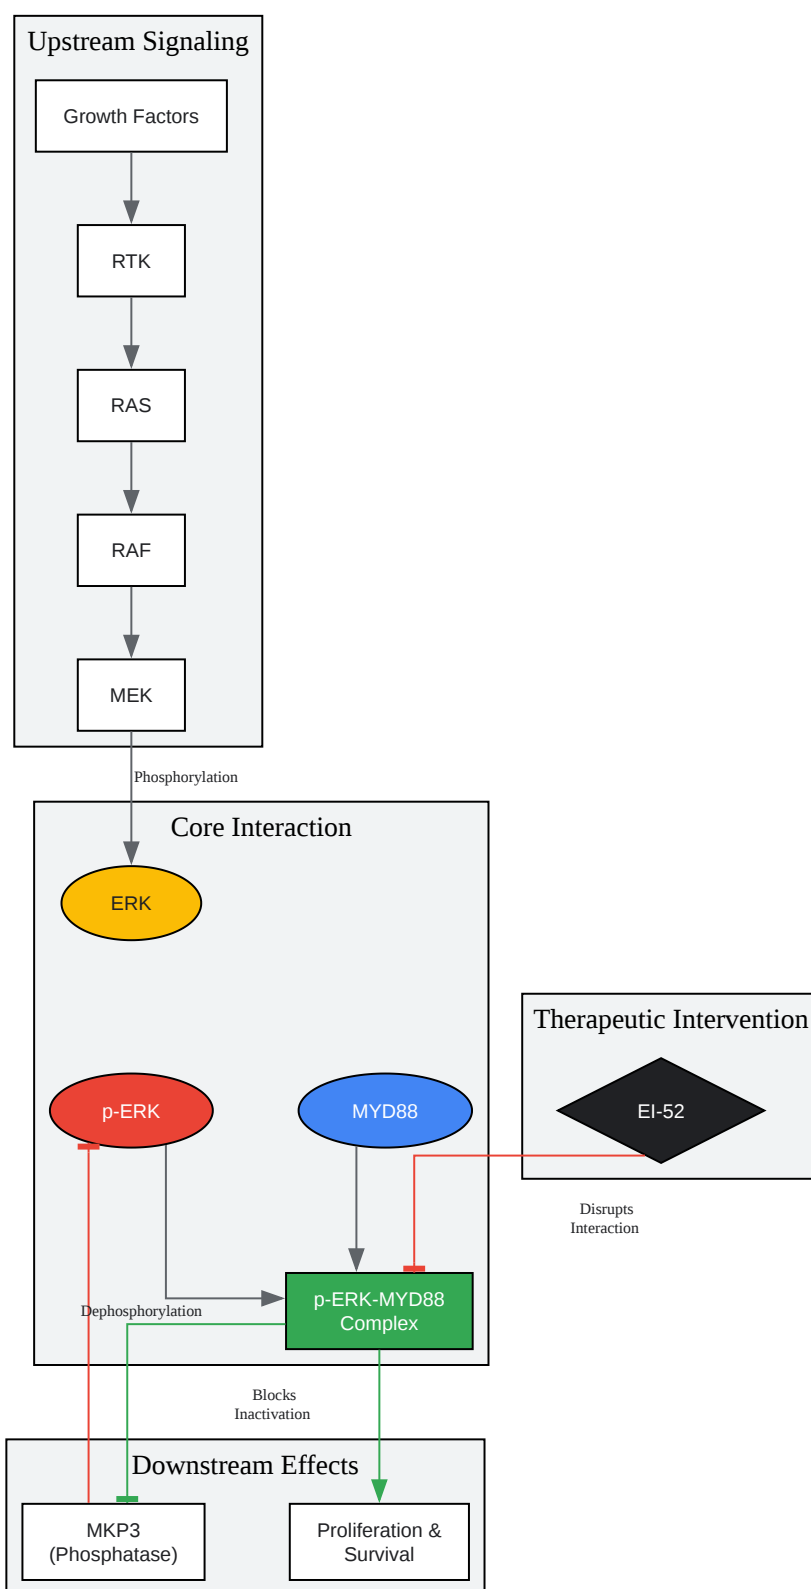 Upstream Signaling
Growth Factors
RTK
RAS
RAF
MEK
Phosphorylation
Core Interaction
ERK
Therapeutic Intervention
p-ERK
MYD88
EI-52
Disrupts
Interaction
p-ERK-MYD88
Complex
Dephosphorylation
Blocks
Inactivation
Downstream Effects
MKP3
(Phosphatase)
Proliferation &
Survival